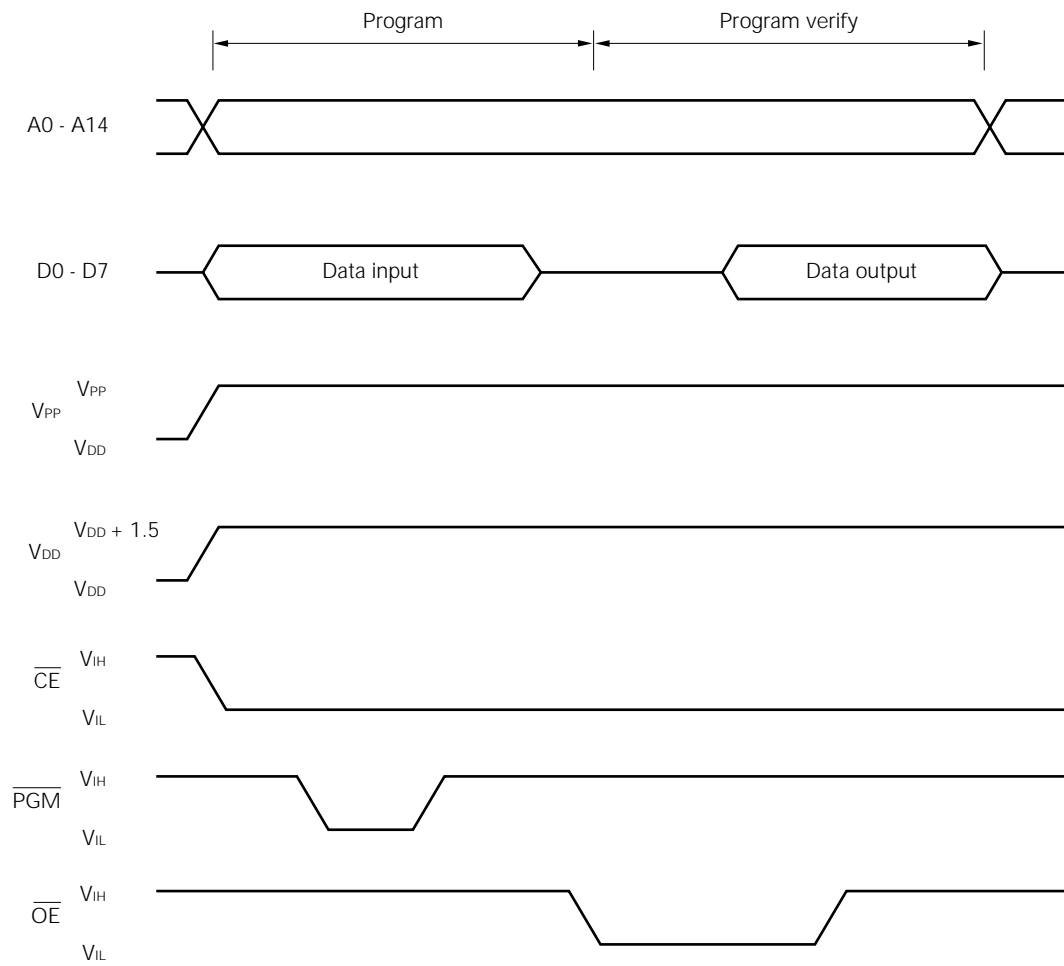 Program
Program verify
A0 - A14
D0 - D7
Data input
Data output
VPP
VPP
VDD
VDD + 1.5
VDD
VDD
CE
VIH
VIL
PGM
VIH
VIL
OE
VIH
VIL